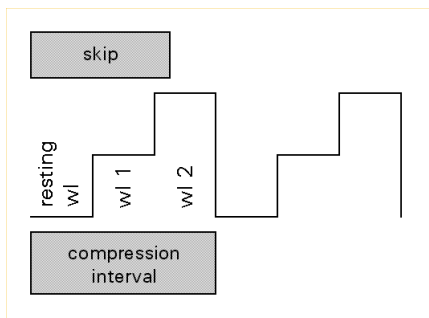 skip
resting
wl
wl 1
wl 2
compression
interval